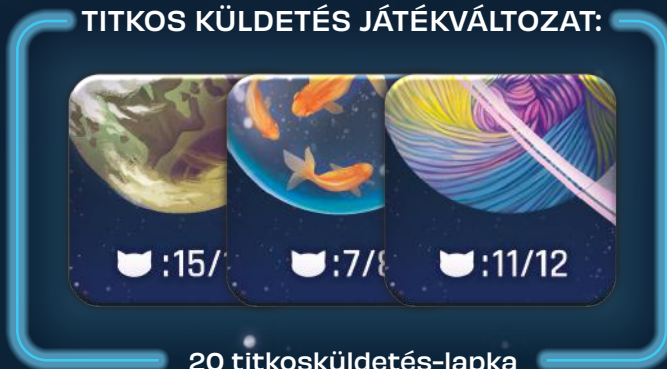 TITKOS KÜLDETÉS JÁTÉKVÁLTOZAT:
:15/
:7/8
:11/12
20 titkosküldetés-lapka